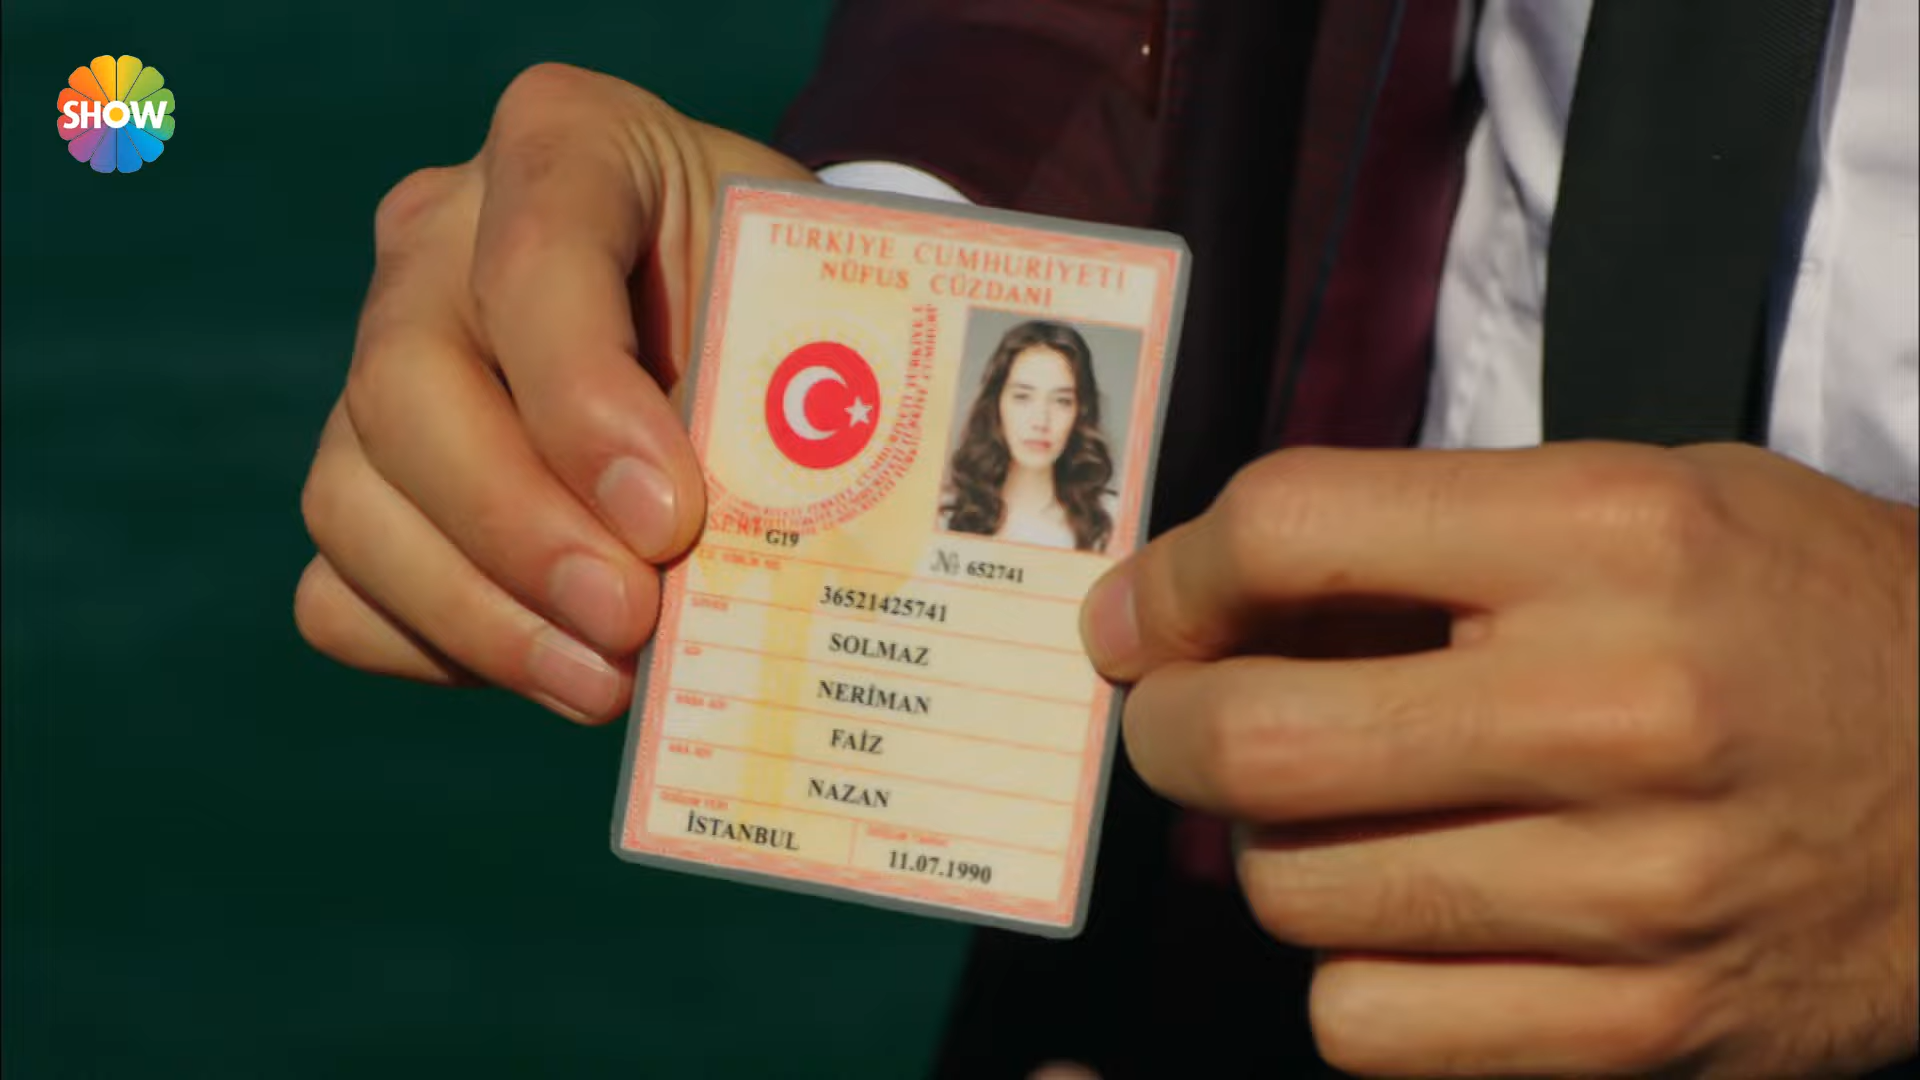 SHOW
TÜRKİYE CUMHURİYETİ
NÜFUS CÜZDANI
SERİ G19
№ 652741
36521425741
SOLMAZ
NERİMAN
FAİZ
NAZAN
İSTANBUL
11.07.1990